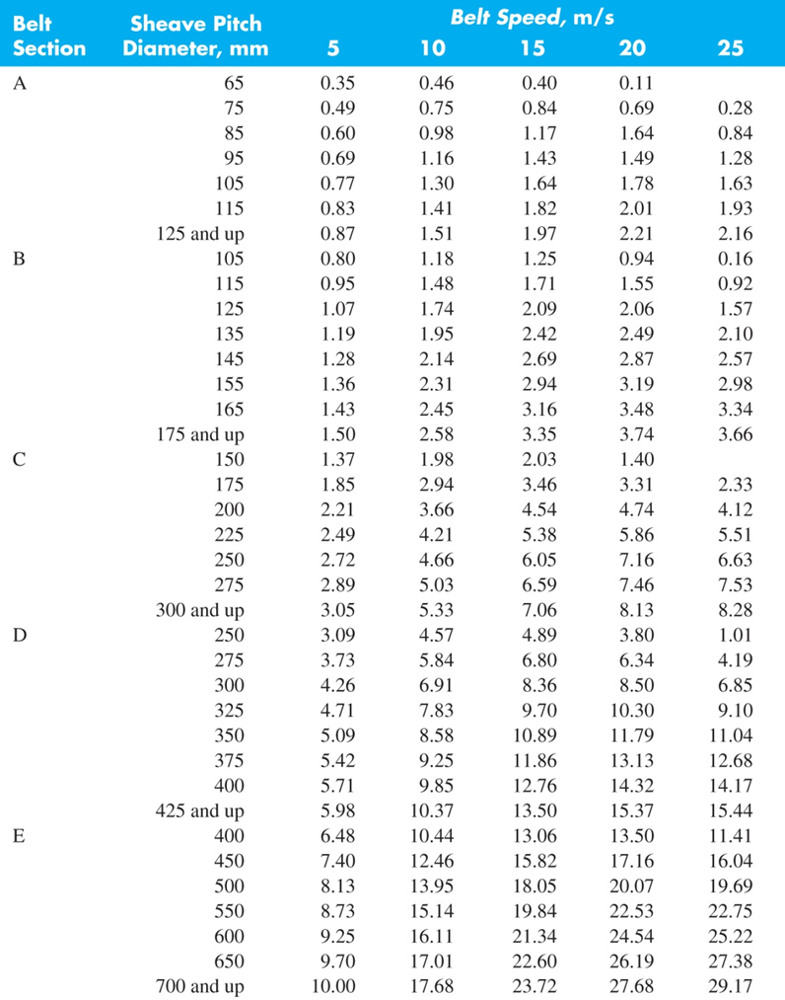 Belt Speed, m/s
Belt Section Sheave Pitch Diameter, mm 5 10 15 20 25
A 65 0.35 0.46 0.40 0.11
75 0.49 0.75 0.84 0.69 0.28
85 0.60 0.98 1.17 1.64 0.84
95 0.69 1.16 1.43 1.49 1.28
105 0.77 1.30 1.64 1.78 1.63
115 0.83 1.41 1.82 2.01 1.93
125 and up 0.87 1.51 1.97 2.21 2.16
B 105 0.80 1.18 1.25 0.94 0.16
115 0.95 1.48 1.71 1.55 0.92
125 1.07 1.74 2.09 2.06 1.57
135 1.19 1.95 2.42 2.49 2.10
145 1.28 2.14 2.69 2.87 2.57
155 1.36 2.31 2.94 3.19 2.98
165 1.43 2.45 3.16 3.48 3.34
175 and up 1.50 2.58 3.35 3.74 3.66
C 150 1.37 1.98 2.03 1.40
175 1.85 2.94 3.46 3.31 2.33
200 2.21 3.66 4.54 4.74 4.12
225 2.49 4.21 5.38 5.86 5.51
250 2.72 4.66 6.05 7.16 6.63
275 2.89 5.03 6.59 7.46 7.53
300 and up 3.05 5.33 7.06 8.13 8.28
D 250 3.09 4.57 4.89 3.80 1.01
275 3.73 5.84 6.80 6.34 4.19
300 4.26 6.91 8.36 8.50 6.85
325 4.71 7.83 9.70 10.30 9.10
350 5.09 8.58 10.89 11.79 11.04
375 5.42 9.25 11.86 13.13 12.68
400 5.71 9.85 12.76 14.32 14.17
425 and up 5.98 10.37 13.50 15.37 15.44
E 400 6.48 10.44 13.06 13.50 11.41
450 7.40 12.46 15.82 17.16 16.04
500 8.13 13.95 18.05 20.07 19.69
550 8.73 15.14 19.84 22.53 22.75
600 9.25 16.11 21.34 24.54 25.22
650 9.70 17.01 22.60 26.19 27.38
700 and up 10.00 17.68 23.72 27.68 29.17